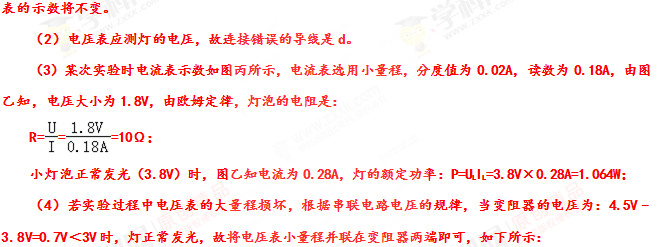 表的示数将不变。
（2）电压表应测灯的电压，故连接错误的导线是 d。
（3）某次实验时电流表示数如图丙所示，电流表选用小量程，分度值为 0.02A，读数为 0.18A，由图
乙知，电压大小为 1.8V，由欧姆定律，灯泡的电阻是：
R=U/I=1.8V/0.18A=10Ω；
小灯泡正常发光（3.8V）时，图乙知电流为 0.28A，灯的额定功率：P=ULIL=3.8V×0.28A=1.064W；
（4）若实验过程中电压表的大量程损坏，根据串联电路电压的规律，当变阻器的电压为：4.5V﹣
3.8V=0.7V＜3V 时，灯正常发光，故将电压表小量程并联在变阻器两端即可，如下所示：